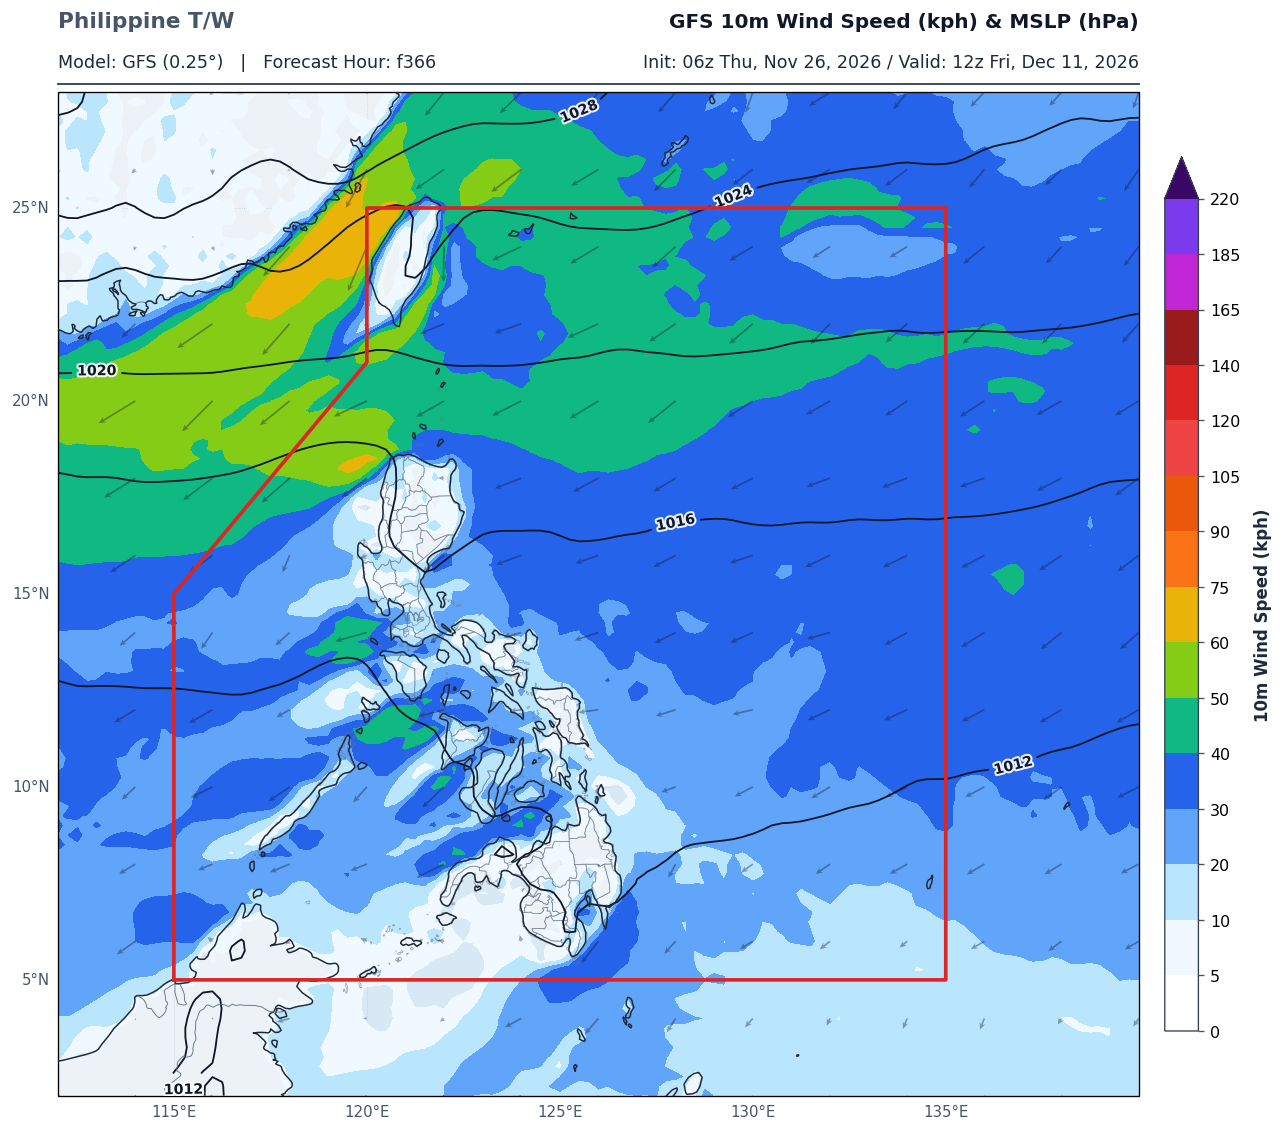 Philippine T/W
GFS 10m Wind Speed (kph) & MSLP (hPa)
Model: GFS (0.25°) | Forecast Hour: f366
Init: 06z Thu, Nov 26, 2026 / Valid: 12z Fri, Dec 11, 2026
1028
1024
1020
1016
1012
1012
25°N
20°N
15°N
10°N
5°N
115°E
120°E
125°E
130°E
135°E
220
185
165
140
120
105
90
75
60
50
40
30
20
10
5
0
10m Wind Speed (kph)